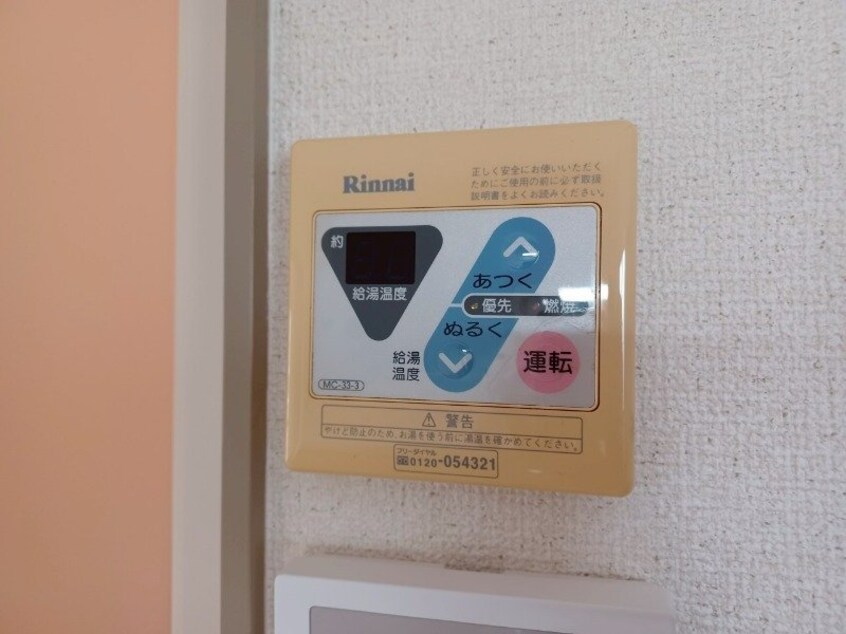 Rinnai
正しく安全にお使いいただく
ためにご使用の前に必ず取扱
説明書をよくお読みください。
約
給湯温度
あつく
優先 燃焼
ぬるく
給湯
温度
運転
MC-33-3
⚠ 警告
やけど防止のため、お湯を使う前に湯温を確かめてください。
フリーダイヤル
0120-054321